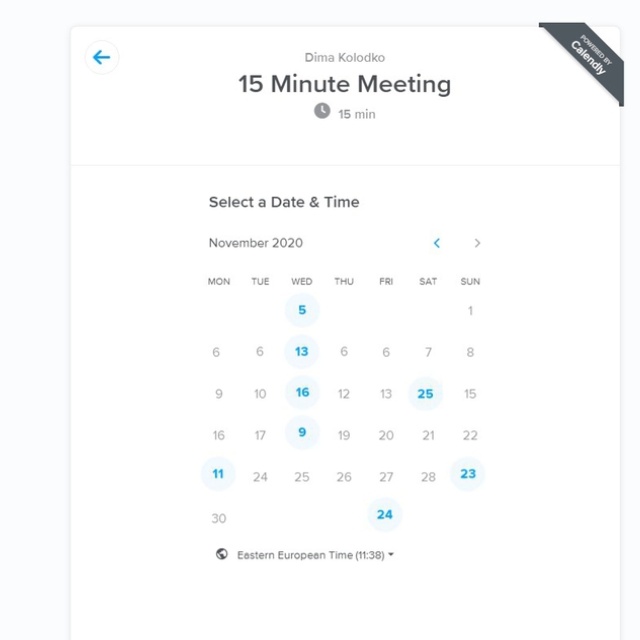 POWERED BY
Calendly
Dima Kolodko
15 Minute Meeting
15 min
Select a Date & Time
November 2020
MON TUE WED THU FRI SAT SUN
5 1
6 6 13 6 6 7 8
9 10 16 12 13 25 15
16 17 9 19 20 21 22
11 24 25 26 27 28 23
30 24
Eastern European Time (11:38)